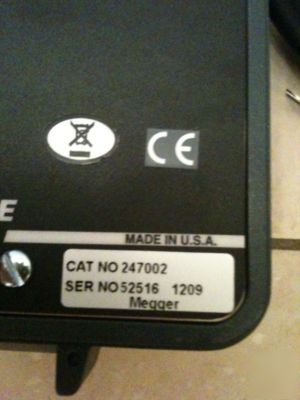 CE
E
MADE IN U.S.A.
CAT NO 247002
SER NO 52516 1209
Megger